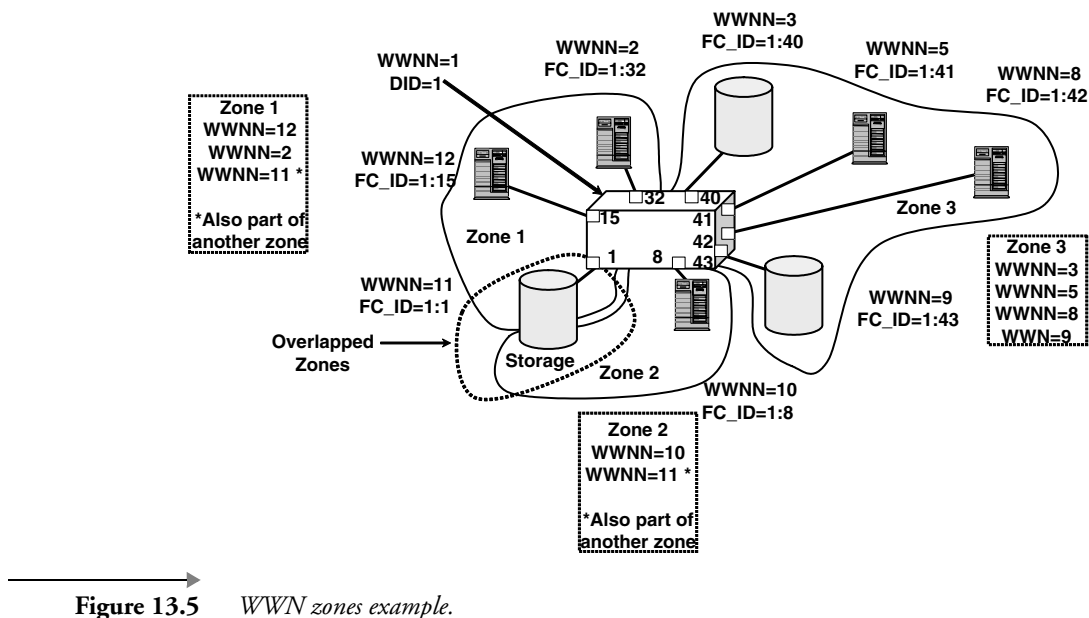 WWNN=3
FC_ID=1:40
WWNN=2
FC_ID=1:32
WWNN=5
FC_ID=1:41
WWNN=1
DID=1
WWNN=8
FC_ID=1:42
Zone 1
WWNN=12
WWNN=2
WWNN=11 *
*Also part of
another zone
WWNN=12
FC_ID=1:15
32
40
15
41
42
43
1
8
Zone 1
Zone 3
WWNN=11
FC_ID=1:1
Overlapped
Zones
Storage
Zone 2
WWNN=9
FC_ID=1:43
Zone 3
WWNN=3
WWNN=5
WWNN=8
WWN=9
WWNN=10
FC_ID=1:8
Zone 2
WWNN=10
WWNN=11 *
*Also part of
another zone
Figure 13.5 WWN zones example.